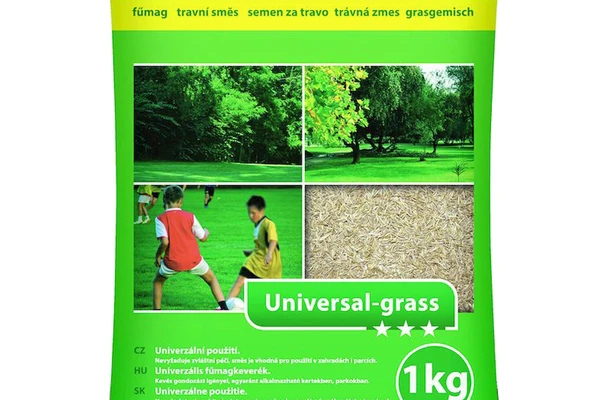 fűmag travní směs semen za travo trávná zmes grasgemisch
Universal-grass
CZ Univerzální použití.
Nevyžaduje zvláštní péči, směs je vhodná pro použití v zahradách i parcích.
HU Univerzális fűmagkeverék.
Kevés gondozást igényel, egyaránt alkalmazható kertekben, parkokban.
SK Univerzálne použitie.
1kg